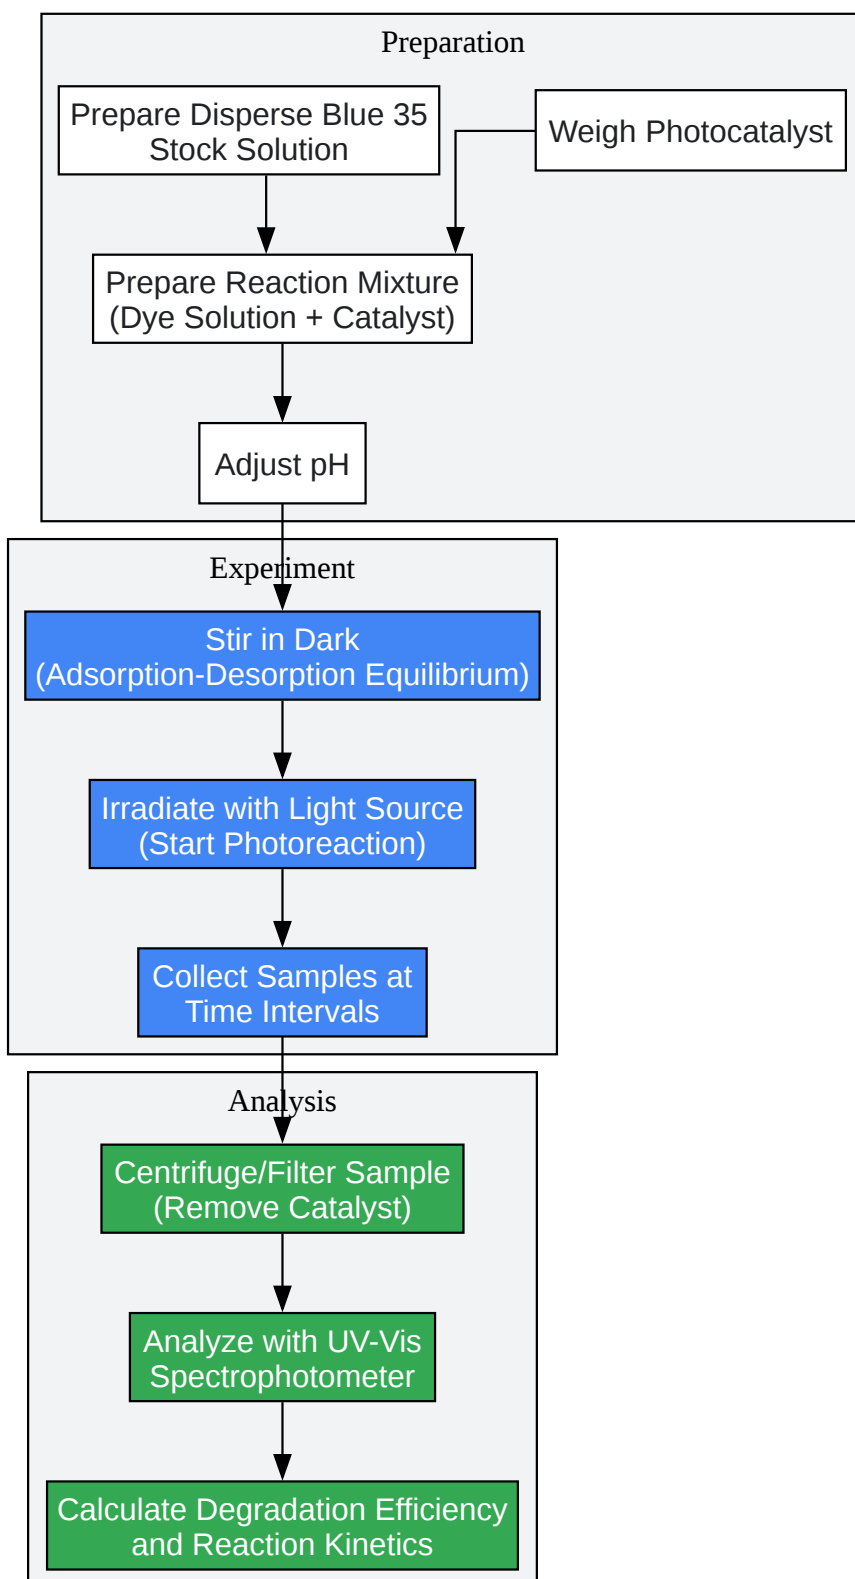 Preparation
Prepare Disperse Blue 35
Stock Solution
Weigh Photocatalyst
Prepare Reaction Mixture
(Dye Solution + Catalyst)
Adjust pH
Experiment
Stir in Dark
(Adsorption-Desorption Equilibrium)
Irradiate with Light Source
(Start Photoreaction)
Collect Samples at
Time Intervals
Analysis
Centrifuge/Filter Sample
(Remove Catalyst)
Analyze with UV-Vis
Spectrophotometer
Calculate Degradation Efficiency
and Reaction Kinetics